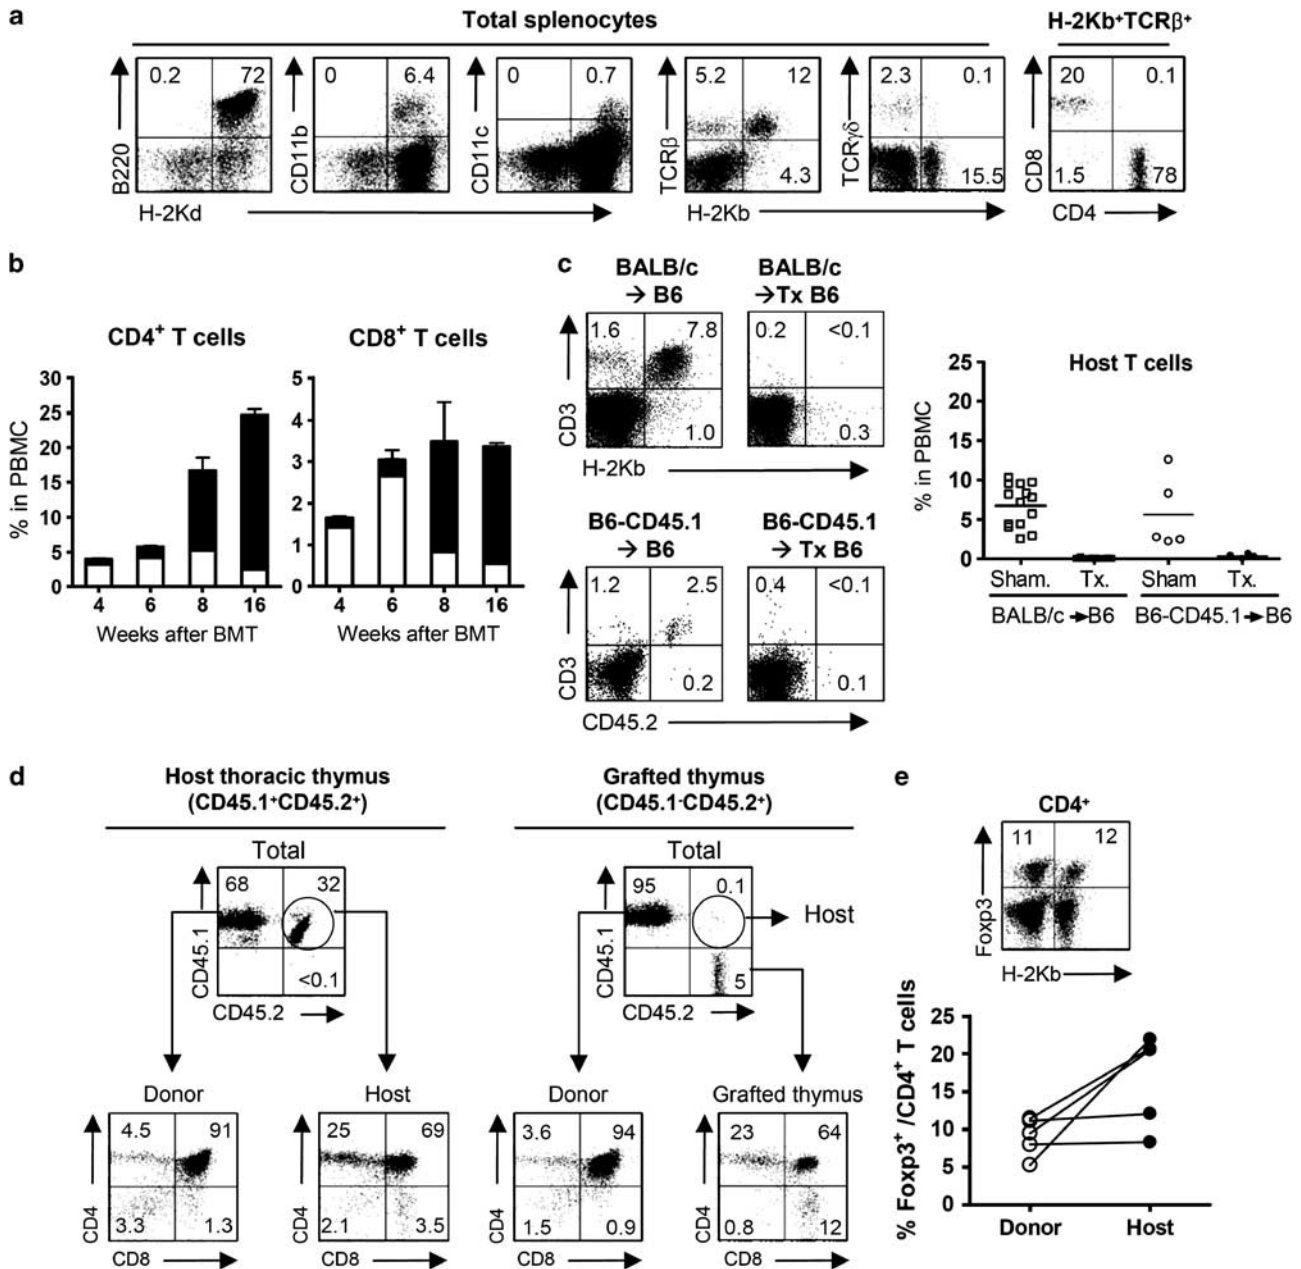 a
Total splenocytes
H-2Kb⁺TCRβ⁺
0.2 72
B220
0 6.4
CD11b
0 0.7
CD11c
5.2 12
4.3
TCRβ
2.3 0.1
15.5
TCRγδ
20 0.1
1.5 78
CD8
H-2Kd
H-2Kb
CD4
b
CD4⁺ T cells
CD8⁺ T cells
% in PBMC
30
25
20
15
10
5
0
4 6 8 16
Weeks after BMT
5
4
3
2
1
0
4 6 8 16
Weeks after BMT
c
BALB/c
→ B6
BALB/c
→Tx B6
1.6 7.8
1.0
0.2 <0.1
0.3
CD3
H-2Kb
B6-CD45.1
→ B6
B6-CD45.1
→ Tx B6
1.2 2.5
0.2
0.4 <0.1
0.1
CD3
CD45.2
Host T cells
% in PBMC
25
20
15
10
5
0
Sham. Tx. Sham Tx.
BALB/c →B6 B6-CD45.1→B6
d
Host thoracic thymus
(CD45.1⁺CD45.2⁺)
Grafted thymus
(CD45.1⁻CD45.2⁺)
Total
68 32
<0.1
CD45.1
CD45.2
Total
95 0.1
5
CD45.1
CD45.2
Host
Donor
4.5 91
3.3 1.3
CD4
CD8
Host
25 69
2.1 3.5
CD4
CD8
Donor
3.6 94
1.5 0.9
CD4
CD8
Grafted thymus
23 64
0.8 12
CD4
CD8
e
CD4⁺
11 12
Foxp3
H-2Kb
% Foxp3⁺ /CD4⁺ T cells
25
20
15
10
5
0
Donor Host